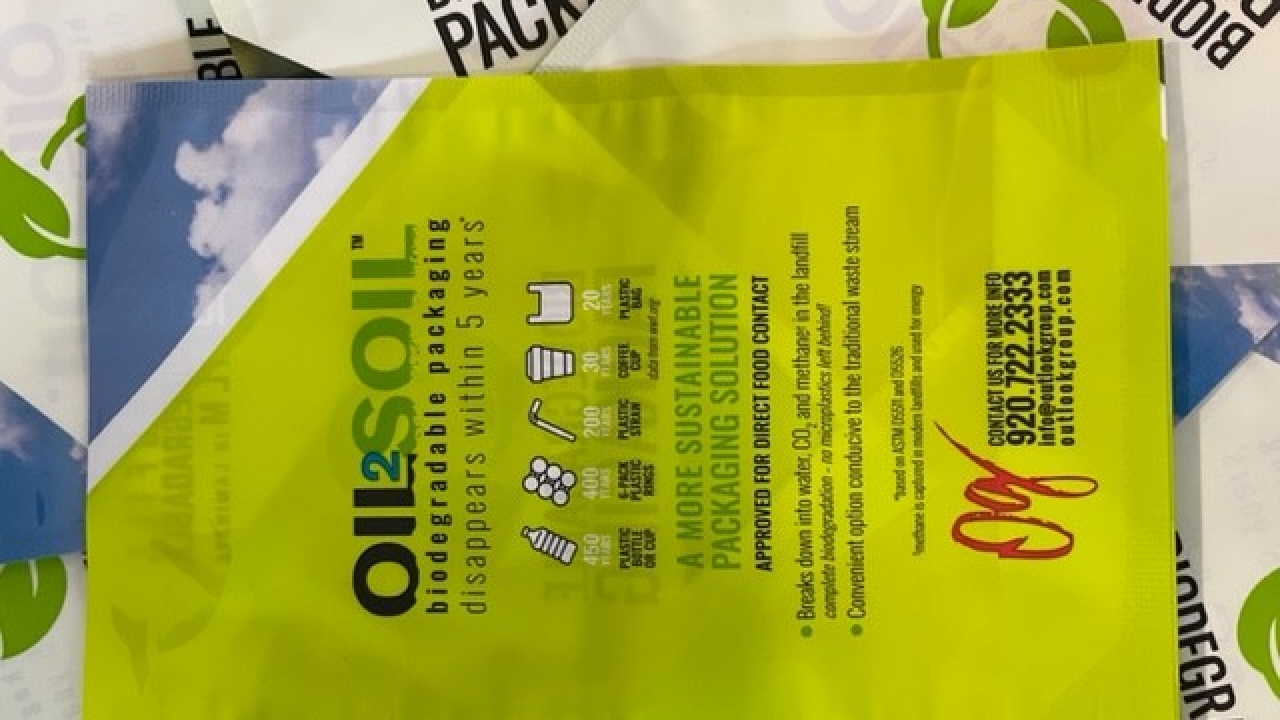 OIL2SOIL™
biodegradable packaging
disappears within 5 years*
450 YEARS
PLASTIC BOTTLE OR CUP
400 YEARS
6-PACK PLASTIC RINGS
200 YEARS
PLASTIC STRAW
30 YEARS
COFFEE CUP
20 YEARS
PLASTIC BAG
A MORE SUSTAINABLE
PACKAGING SOLUTION
APPROVED FOR DIRECT FOOD CONTACT
• Breaks down into water, CO₂ and methane† in the landfill
complete biodegradation - no microplastics left behind!
• Convenient option conducive to the traditional waste stream
*based on ASTM D5511 and D5526
†methane is captured in modern landfills and used for energy
Og
CONTACT US FOR MORE INFO
920.722.2333
info@outlookgroup.com
outlookgroup.com
PACK
BIODEGR